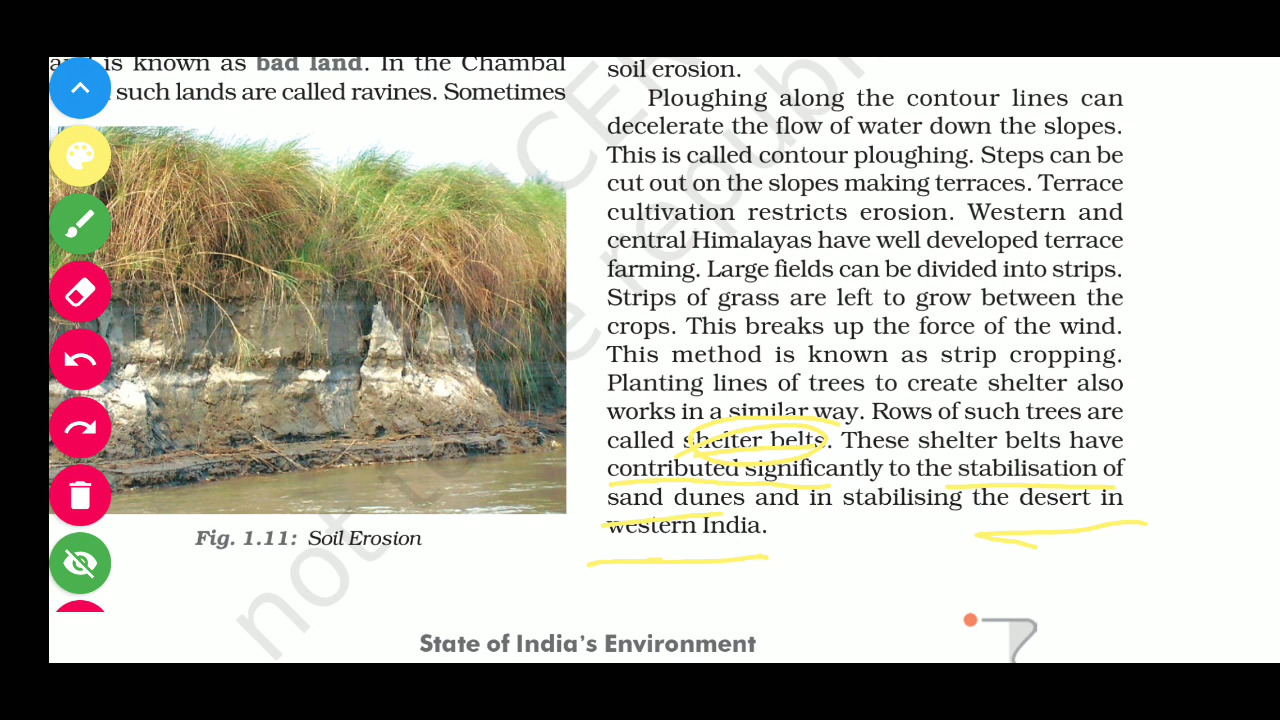 is known as bad land. In the Chambal
such lands are called ravines. Sometimes
Fig. 1.11: Soil Erosion
soil erosion.
Ploughing along the contour lines can
decelerate the flow of water down the slopes.
This is called contour ploughing. Steps can be
cut out on the slopes making terraces. Terrace
cultivation restricts erosion. Western and
central Himalayas have well developed terrace
farming. Large fields can be divided into strips.
Strips of grass are left to grow between the
crops. This breaks up the force of the wind.
This method is known as strip cropping.
Planting lines of trees to create shelter also
works in a similar way. Rows of such trees are
called shelter belts. These shelter belts have
contributed significantly to the stabilisation of
sand dunes and in stabilising the desert in
western India.
State of India's Environment